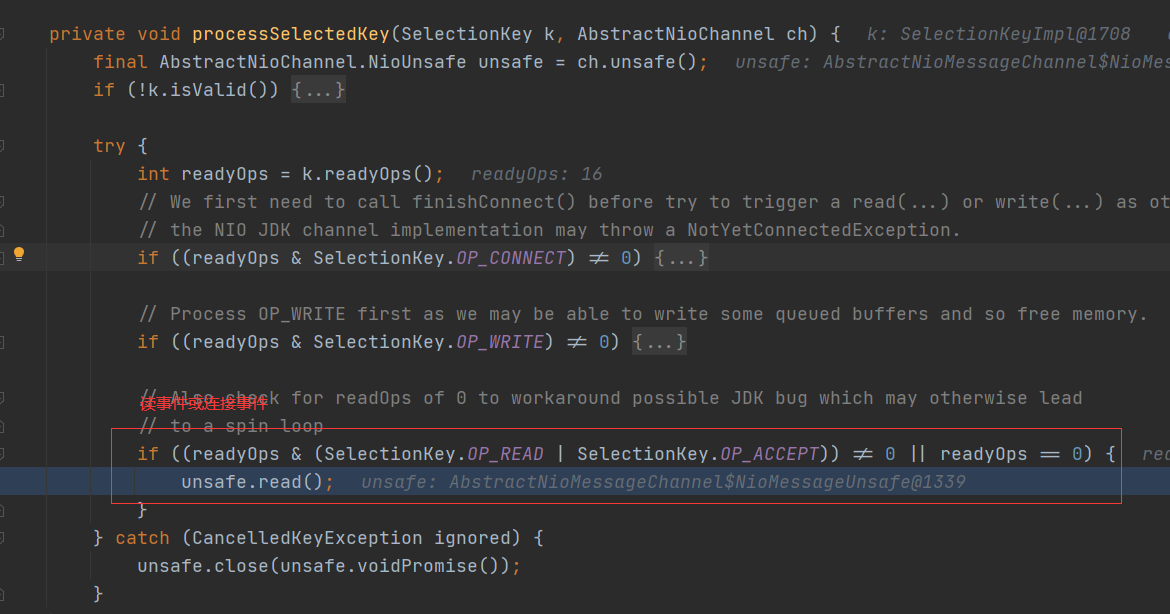 private void processSelectedKey(SelectionKey k, AbstractNioChannel ch) {  k: SelectionKeyImpl@1708
final AbstractNioChannel.NioUnsafe unsafe = ch.unsafe();  unsafe: AbstractNioMessageChannel$NioMes
if (!k.isValid()) {...}
try {
int readyOps = k.readyOps();  readyOps: 16
// We first need to call finishConnect() before try to trigger a read(...) or write(...) as ot
// the NIO JDK channel implementation may throw a NotYetConnectedException.
if ((readyOps & SelectionKey.OP_CONNECT) != 0) {...}
// Process OP_WRITE first as we may be able to write some queued buffers and so free memory.
if ((readyOps & SelectionKey.OP_WRITE) != 0) {...}
// Also check for readOps of 0 to workaround possible JDK bug which may otherwise lead
读事件或连接事件
// to a spin loop
if ((readyOps & (SelectionKey.OP_READ | SelectionKey.OP_ACCEPT)) != 0 || readyOps == 0) {  rea
unsafe.read();  unsafe: AbstractNioMessageChannel$NioMessageUnsafe@1339
}
} catch (CancelledKeyException ignored) {
unsafe.close(unsafe.voidPromise());
}